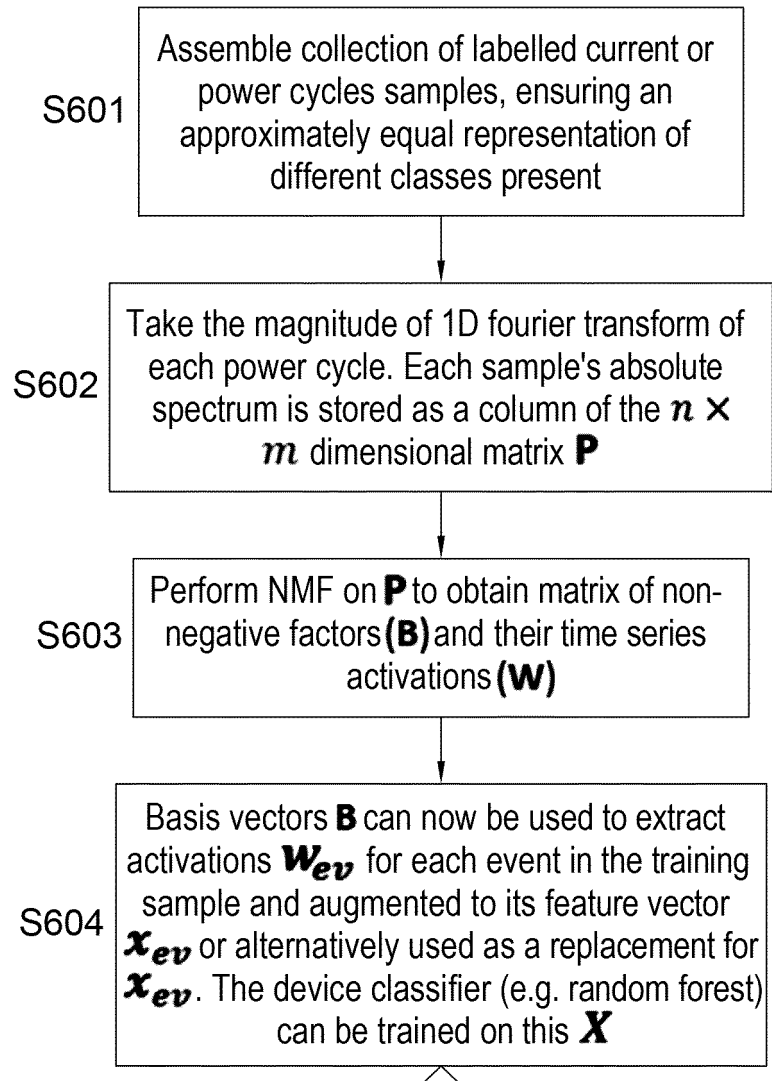 S601
Assemble collection of labelled current or
power cycles samples, ensuring an
approximately equal representation of
different classes present
S602
Take the magnitude of 1D fourier transform of
each power cycle. Each sample's absolute
spectrum is stored as a column of the n ×
m dimensional matrix P
S603
Perform NMF on P to obtain matrix of non-
negative factors (B) and their time series
activations (W)
S604
Basis vectors B can now be used to extract
activations w_ev for each event in the training
sample and augmented to its feature vector
x_ev or alternatively used as a replacement for
x_ev. The device classifier (e.g. random forest)
can be trained on this X